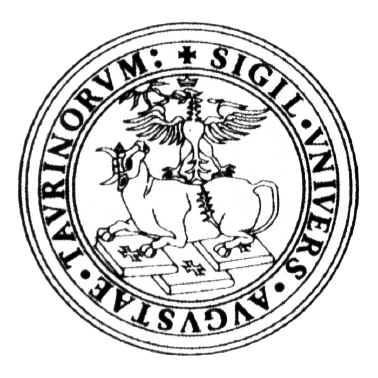 ✠ SIGIL • VNIVERS • AVGVSTAE • TAVRINORVM: